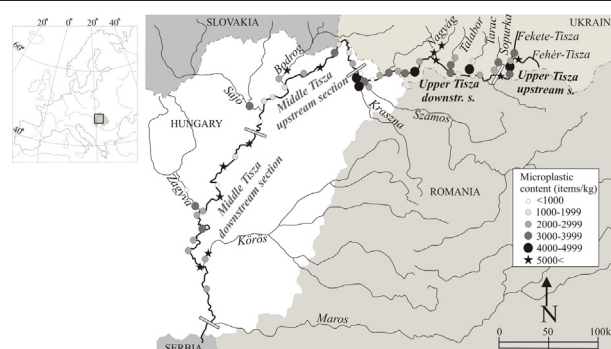 20° 0° 20° 40°
60°
40°
SLOVAKIA
UKRAIN
Bodrog
Sajó
Nagyág
Talabor
Tarac
Sopurka
Fekete-Tisza
Fehér-Tisza
Middle Tisza
upstream section
Upper Tisza
downstr. s.
Upper Tisza
upstream s.
Kraszna
Szamos
HUNGARY
Zagyva
Middle Tisza
downstream section
ROMANIA
Microplastic
content (items/kg)
<1000
1000-1999
2000-2999
3000-3999
4000-4999
5000<
Körös
Maros
SERBIA
N
0 50 100k